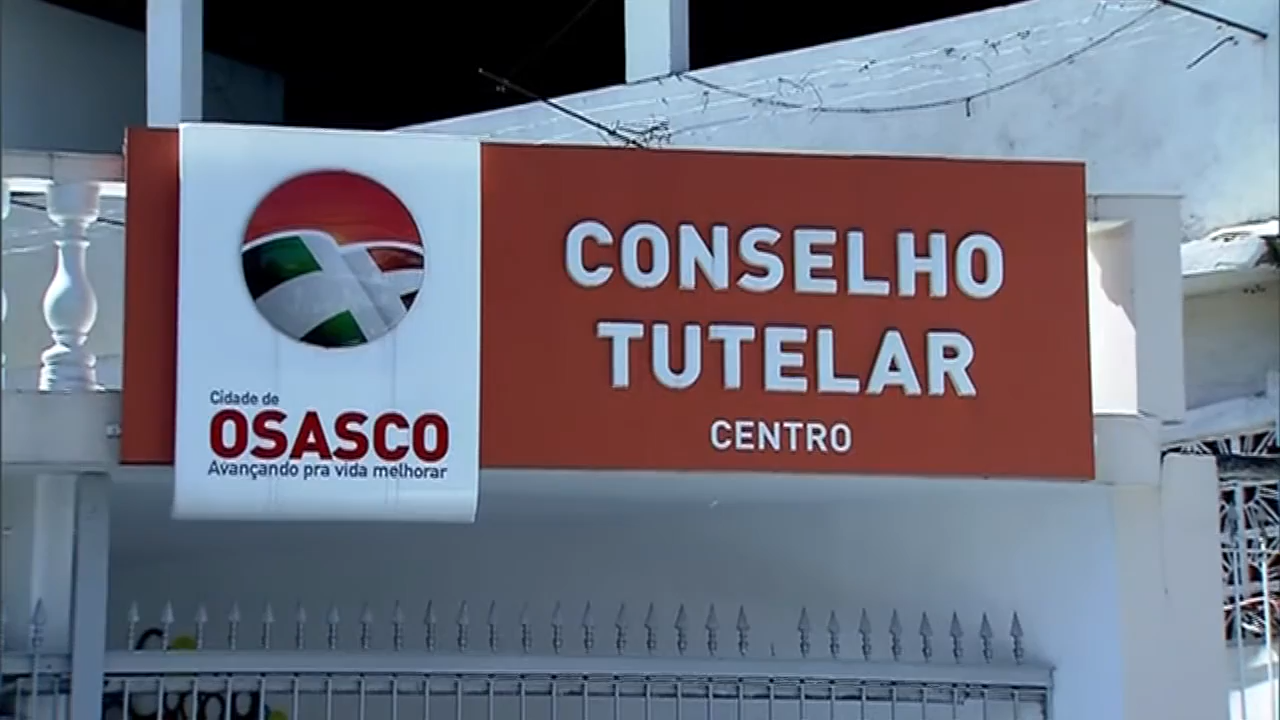 Cidade de
OSASCO
Avançando pra vida melhorar
CONSELHO
TUTELAR
CENTRO